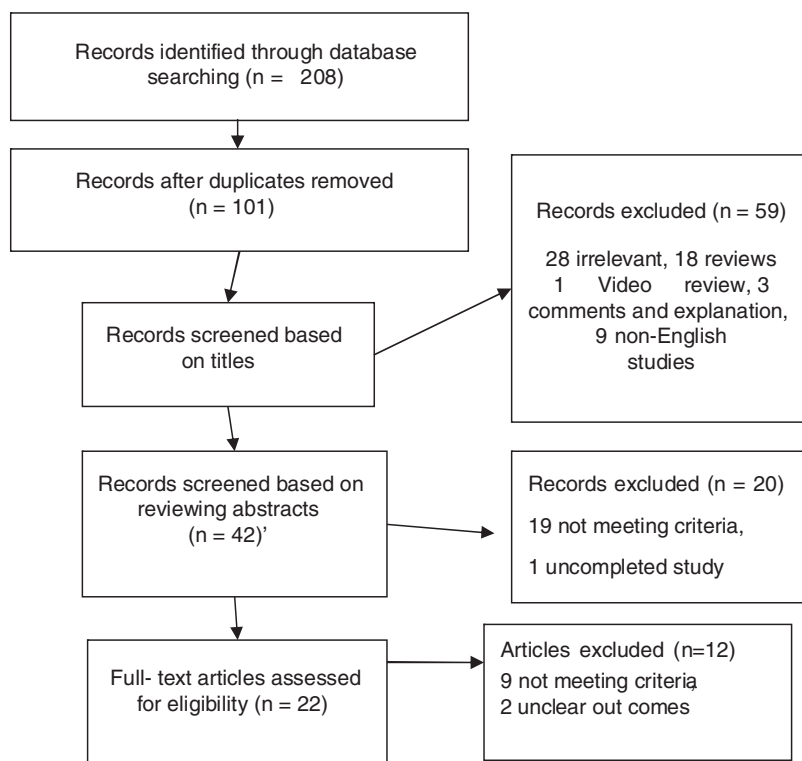 Records identified through database
searching (n = 208)
Records after duplicates removed
(n = 101)
Records excluded (n = 59)
28 irrelevant, 18 reviews
1 Video review, 3
comments and explanation,
9 non-English
studies
Records screened based
on titles
Records screened based on
reviewing abstracts
(n = 42)'
Records excluded (n = 20)
19 not meeting criteria,
1 uncompleted study
Full- text articles assessed
for eligibility (n = 22)
Articles excluded (n=12)
9 not meeting criteria,
2 unclear out comes